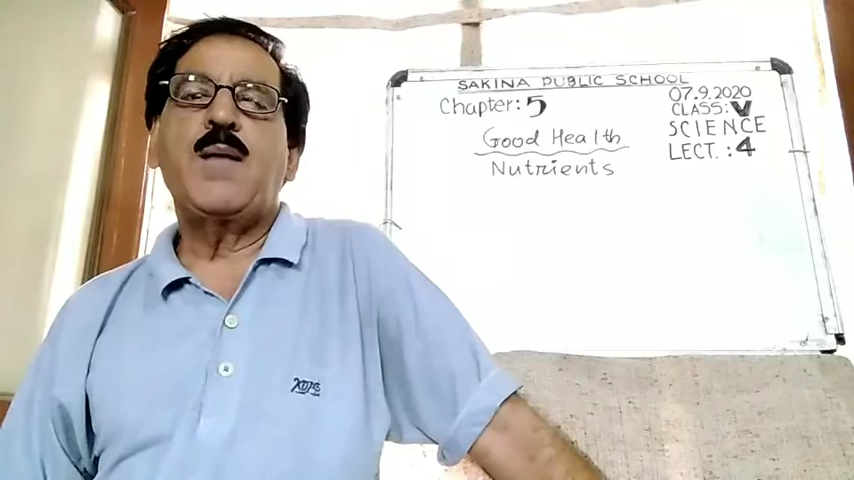 SAKINA PUBLIC SCHOOL
07.9.2020
Chapter: 5
CLASS: V
Good Health
SCIENCE
Nutrients
LECT. : 4